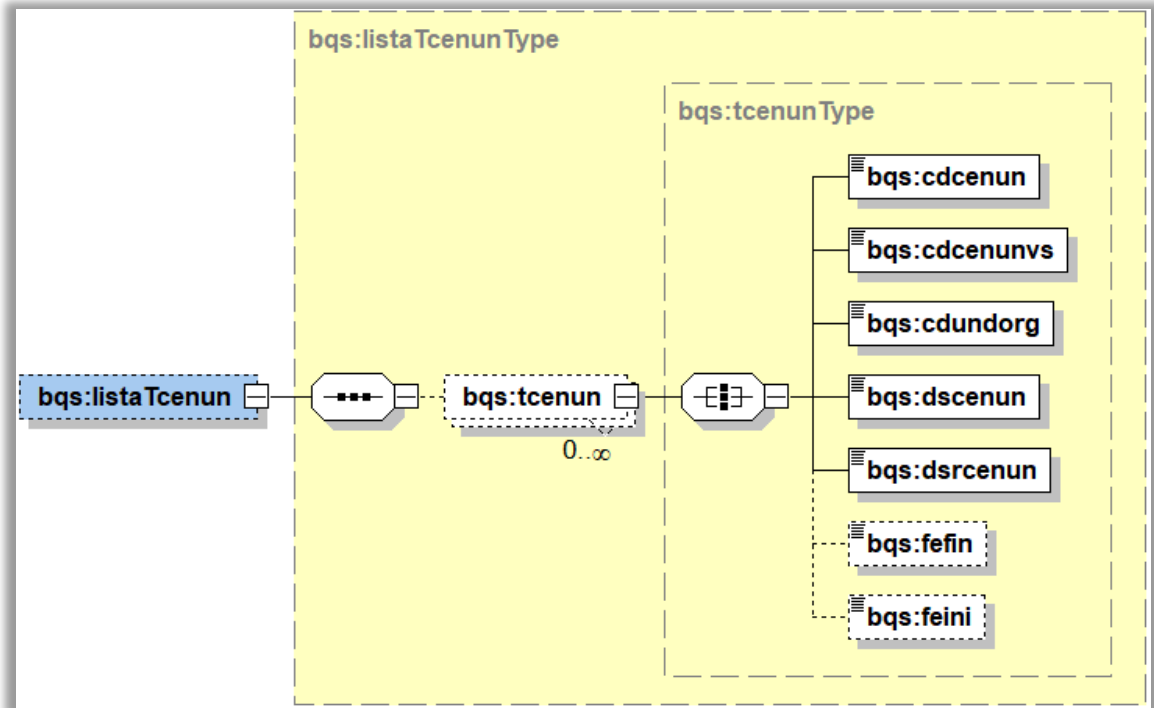 bqs:listaTcenunType
bqs:tcenunType
bqs:cdcenun
bqs:cdcenunvs
bqs:cdundorg
bqs:listaTcenun
bqs:tcenun
0..∞
bqs:dscenun
bqs:dsrcenun
bqs:fefin
bqs:feini